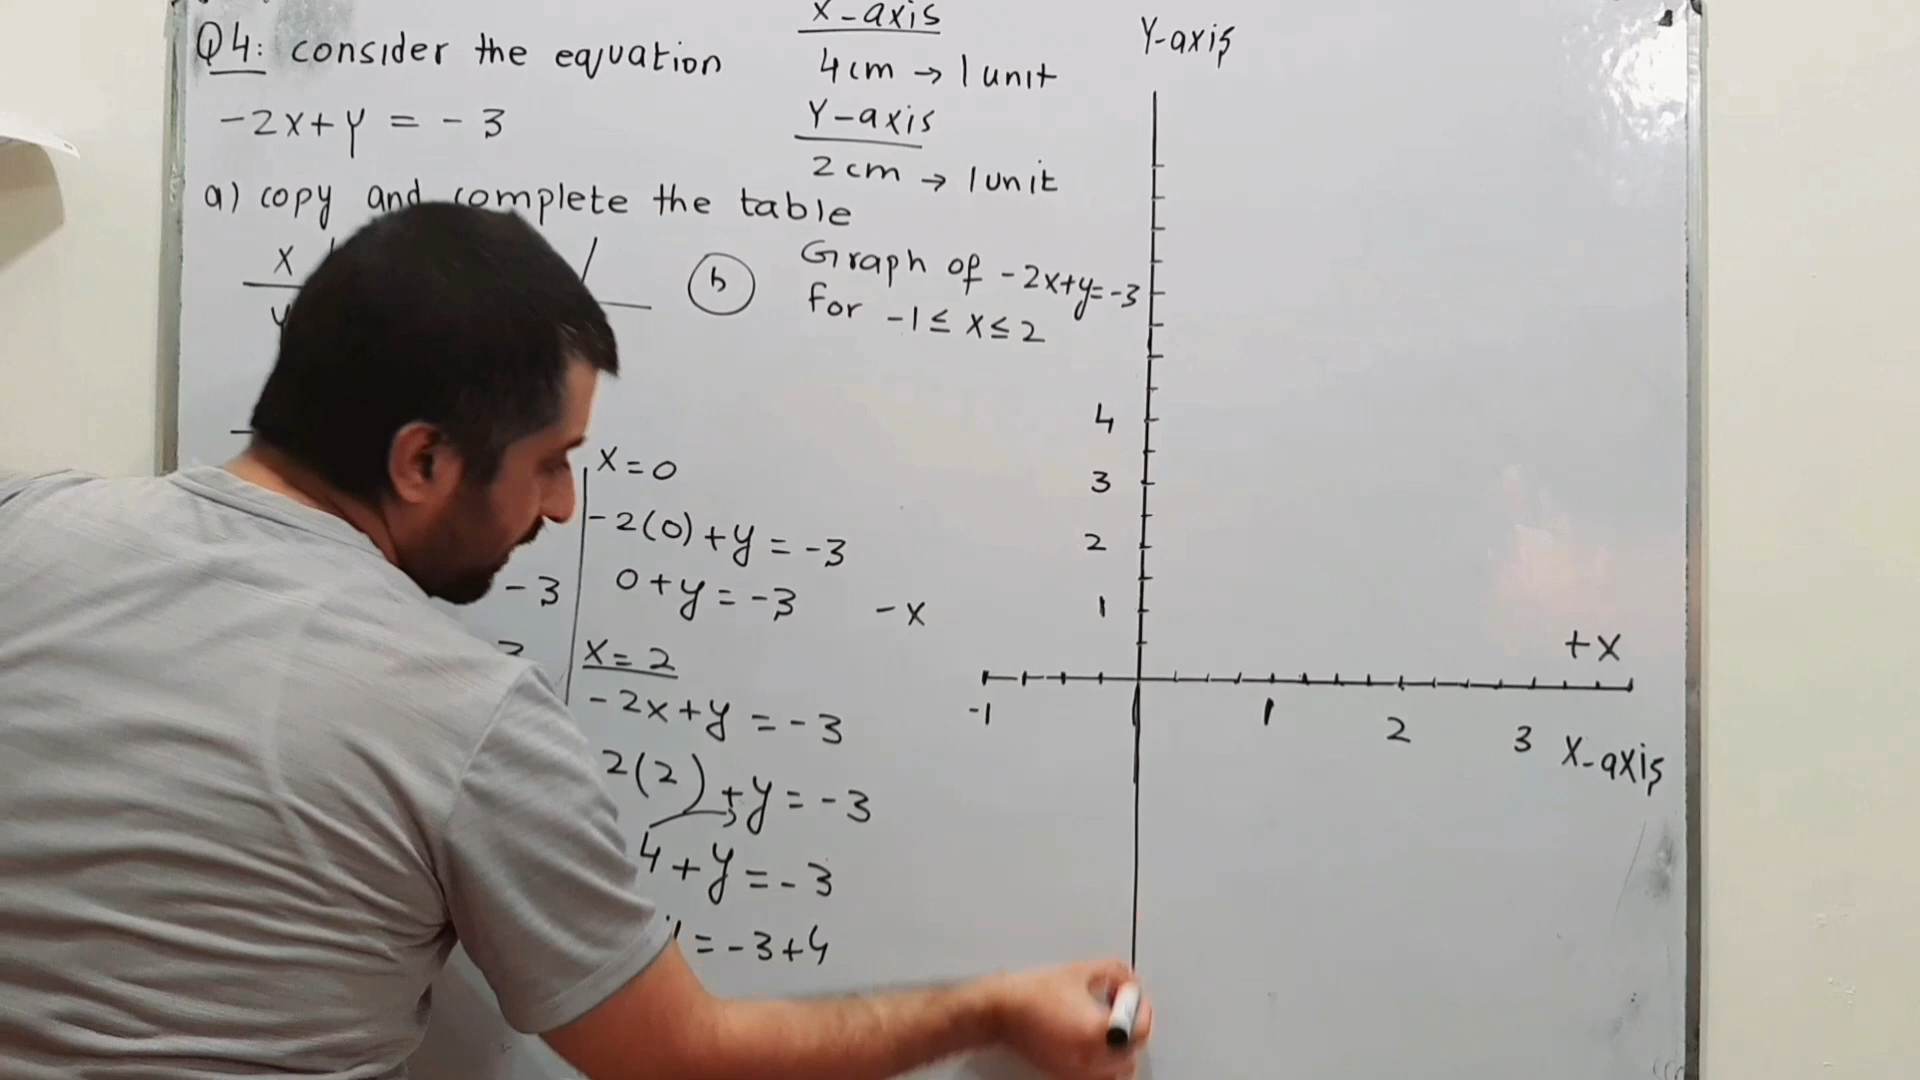 Q4: consider the equation
-2x+y = -3
a) copy and complete the table
x
y
X-axis
4cm → 1 unit
Y-axis
2cm → 1 unit
b
Graph of -2x+y=-3
for -1 ≤ x ≤ 2
x=0
-2(0)+y=-3
0+y=-3
-3
x=2
-2x+y=-3
2(2)+y=-3
4+y=-3
=-3+4
Y-axis
4
3
2
1
-x
+x
-1
1
2
3
X-axis